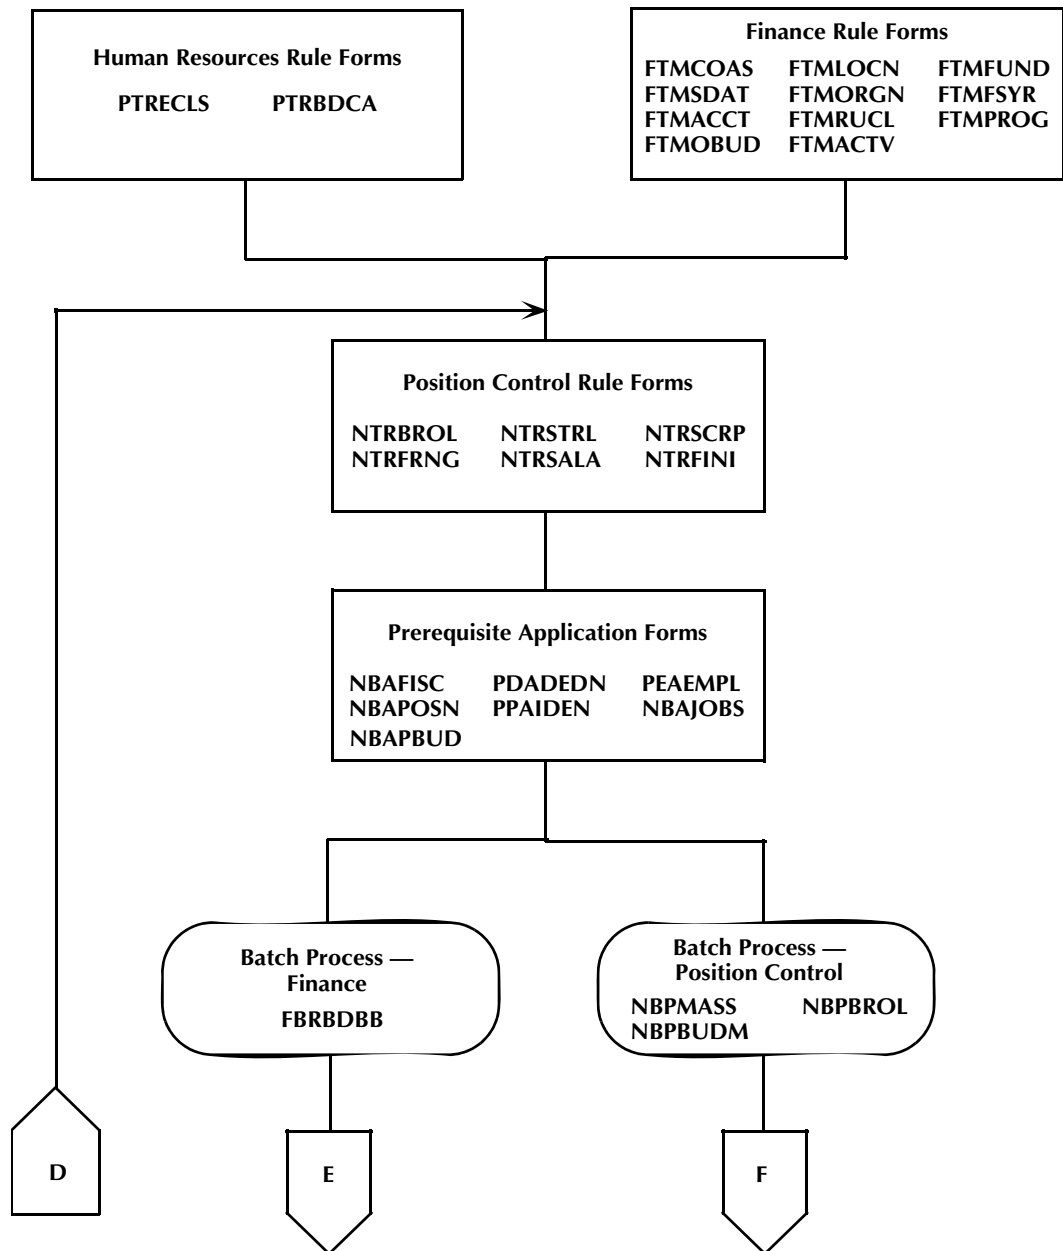 Human Resources Rule Forms
PTRECLS PTRBDCA
Finance Rule Forms
FTMCOAS FTMLOCN FTMFUND
FTMSDAT FTMORGN FTMFSYR
FTMACCT FTMRUCL FTMPROG
FTMOBUD FTMACTV
Position Control Rule Forms
NTRBROL NTRSTRL NTRSCRP
NTRFRNG NTRSALA NTRFINI
Prerequisite Application Forms
NBAFISC PDADEDN PEAEMPL
NBAPOSN PPAIDEN NBAJOBS
NBAPBUD
Batch Process —
Finance
FBRBDBB
Batch Process —
Position Control
NBPMASS NBPBROL
NBPBUDM
D
E
F